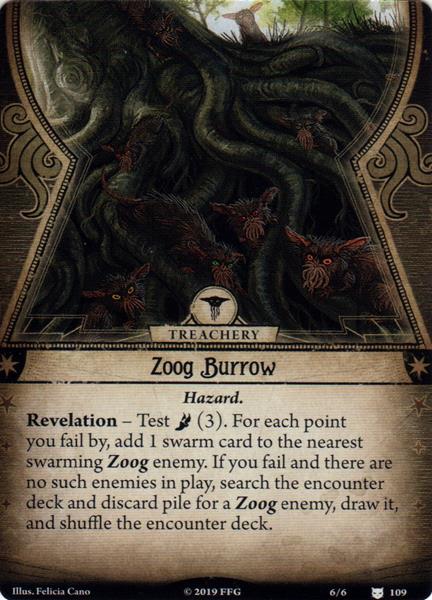 TREACHERY
Zoog Burrow
Hazard.
Revelation – Test (3). For each point
you fail by, add 1 swarm card to the nearest
swarming Zoog enemy. If you fail and there are
no such enemies in play, search the encounter
deck and discard pile for a Zoog enemy, draw it,
and shuffle the encounter deck.
Illus. Felicia Cano © 2019 FFG 6/6 109